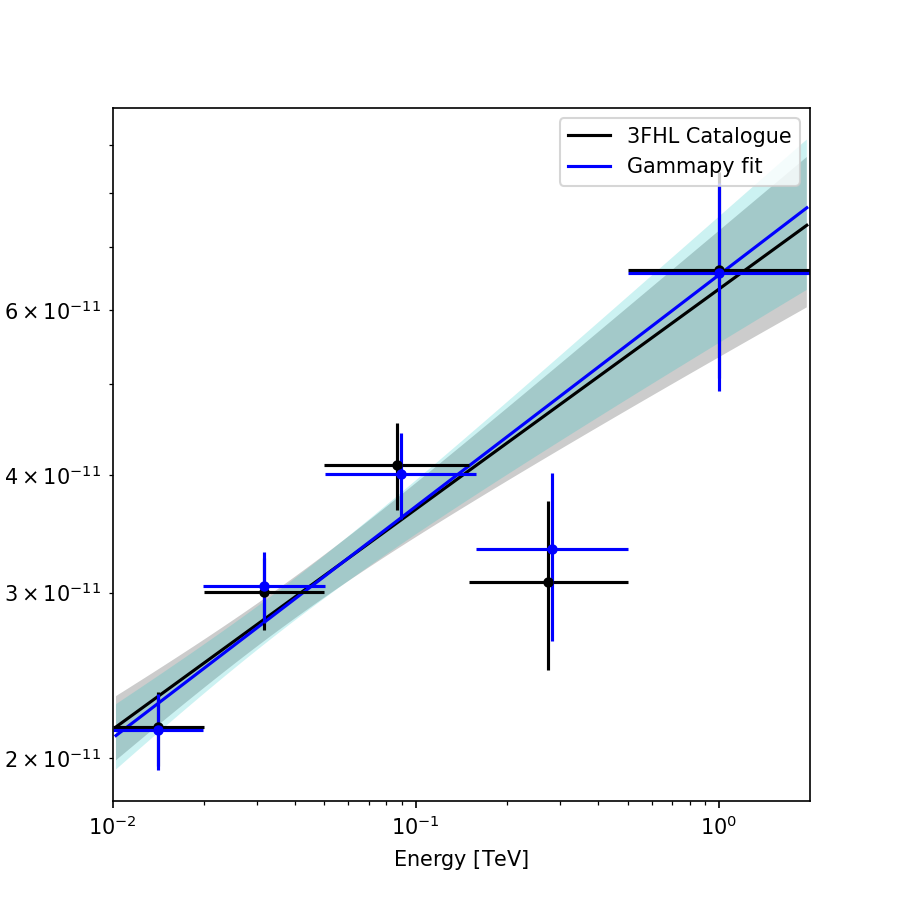 3FHL Catalogue
Gammapy fit
6 × 10⁻¹¹
4 × 10⁻¹¹
3 × 10⁻¹¹
2 × 10⁻¹¹
10⁻² 10⁻¹ 10⁰
Energy [TeV]